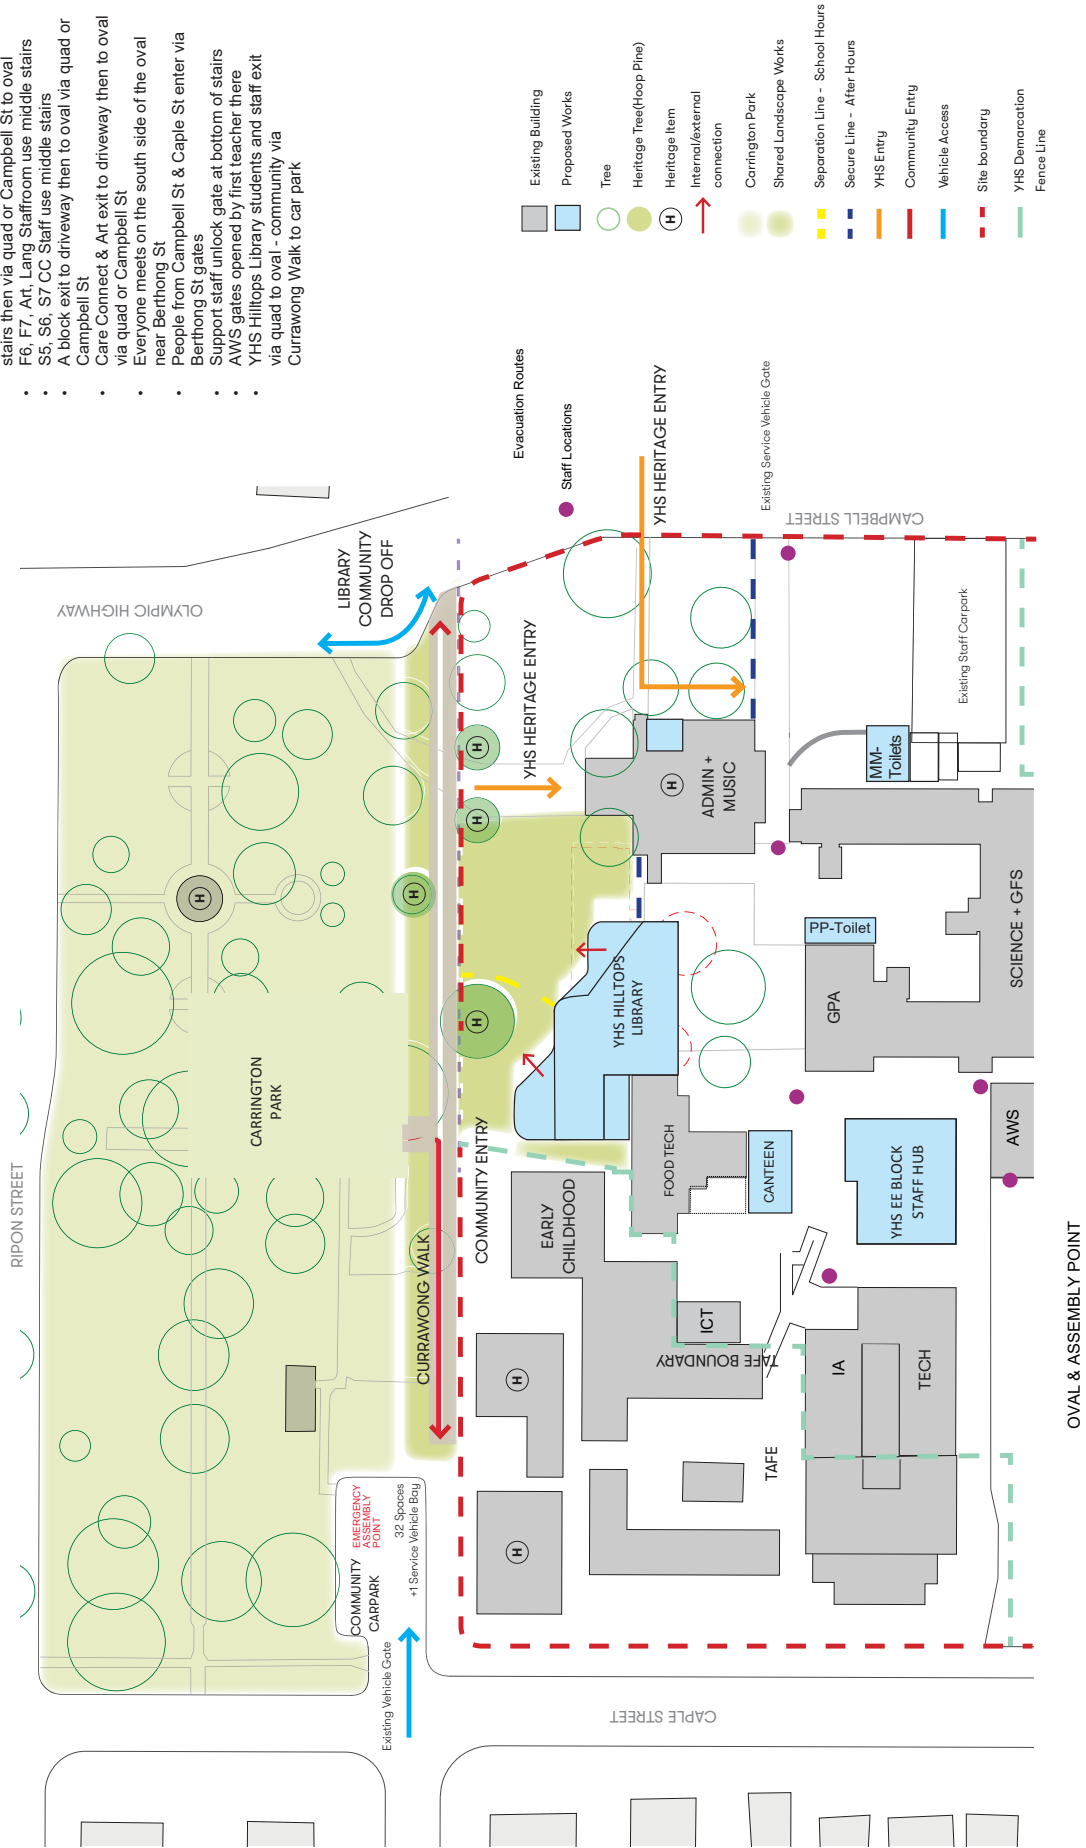 stairs then via quad or Campbell St to oval
• F6, F7, Art, Lang Staffroom use middle stairs
• S5, S6, S7 CC Staff use middle stairs
• A block exit to driveway then to oval via quad or
Campbell St
• Care Connect & Art exit to driveway then to oval
via quad or Campbell St
• Everyone meets on the south side of the oval
near Berthong St
• People from Campbell St & Caple St enter via
Berthong St gates
• Support staff unlock gate at bottom of stairs
• AWS gates opened by first teacher there
• YHS Hilltops Library students and staff exit
via quad to oval - community via
Currawong Walk to car park
Existing Building
Proposed Works
Tree
Heritage Tree(Hoop Pine)
H
Heritage Item
Internal/external
connection
Carrington Park
Shared Landscape Works
Separation Line - School Hours
Secure Line - After Hours
YHS Entry
Community Entry
Vehicle Access
Site boundary
YHS Demarcation
Fence Line
Evacuation Routes
Staff Locations
YHS HERITAGE ENTRY
Existing Service Vehicle Gate
CAMPBELL STREET
OLYMPIC HIGHWAY
LIBRARY
COMMUNITY
DROP OFF
YHS HERITAGE ENTRY
H
H
H
H
H
H
ADMIN +
MUSIC
MM-
Toilets
Existing Staff Carpark
SCIENCE + GFS
PP-Toilet
GPA
YHS HILLTOPS
LIBRARY
CARRINGTON
PARK
RIPON STREET
COMMUNITY ENTRY
CURRAWONG WALK
EARLY
CHILDHOOD
FOOD TECH
CANTEEN
YHS EE BLOCK
STAFF HUB
AWS
ICT
TAFE BOUNDARY
IA
TECH
TAFE
H
H
OVAL & ASSEMBLY POINT
EMERGENCY
ASSEMBLY
POINT
32 Spaces
+1 Service Vehicle Bay
COMMUNITY
CARPARK
Existing Vehicle Gate
CAPLE STREET